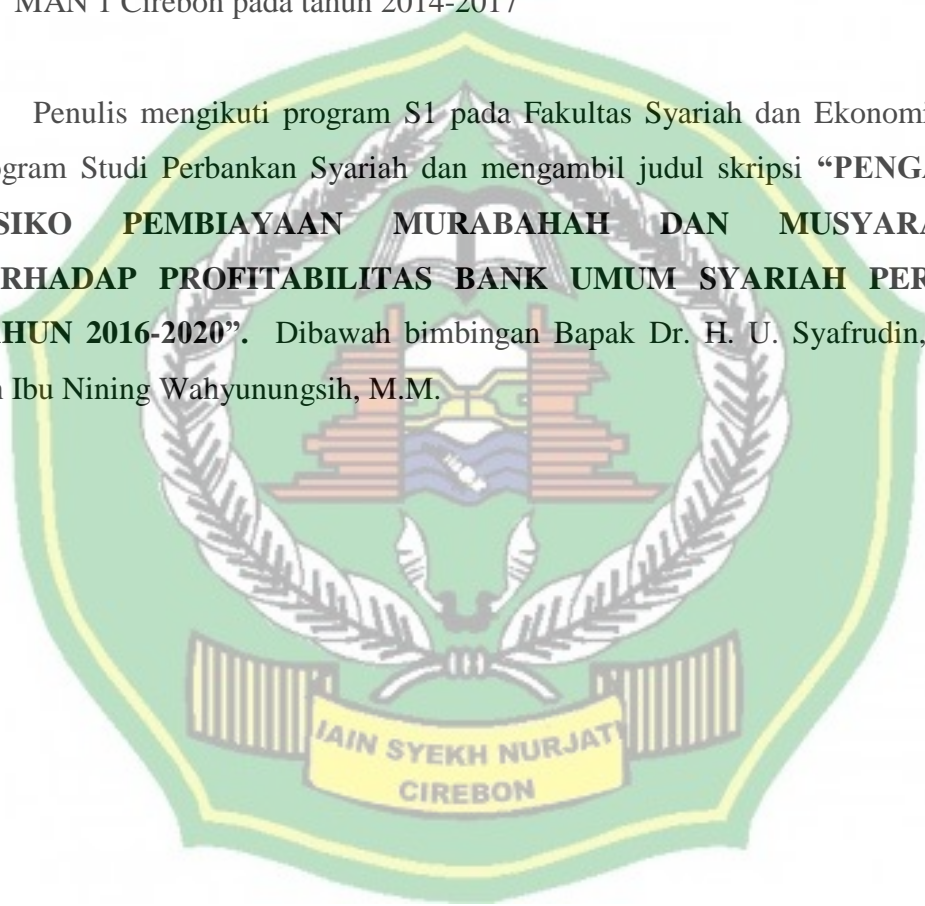 MAN 1 Cirebon pada tahun 2014-2017
Penulis mengikuti program S1 pada Fakultas Syariah dan Ekonomi
gram Studi Perbankan Syariah dan mengambil judul skripsi “PENGA
SIKO PEMBIAYAAN MURABAHAH DAN MUSYARA
RHADAP PROFITABILITAS BANK UMUM SYARIAH PER
HUN 2016-2020”. Dibawah bimbingan Bapak Dr. H. U. Syafrudin,
n Ibu Nining Wahyunungsih, M.M.
IAIN SYEKH NURJATI
CIREBON